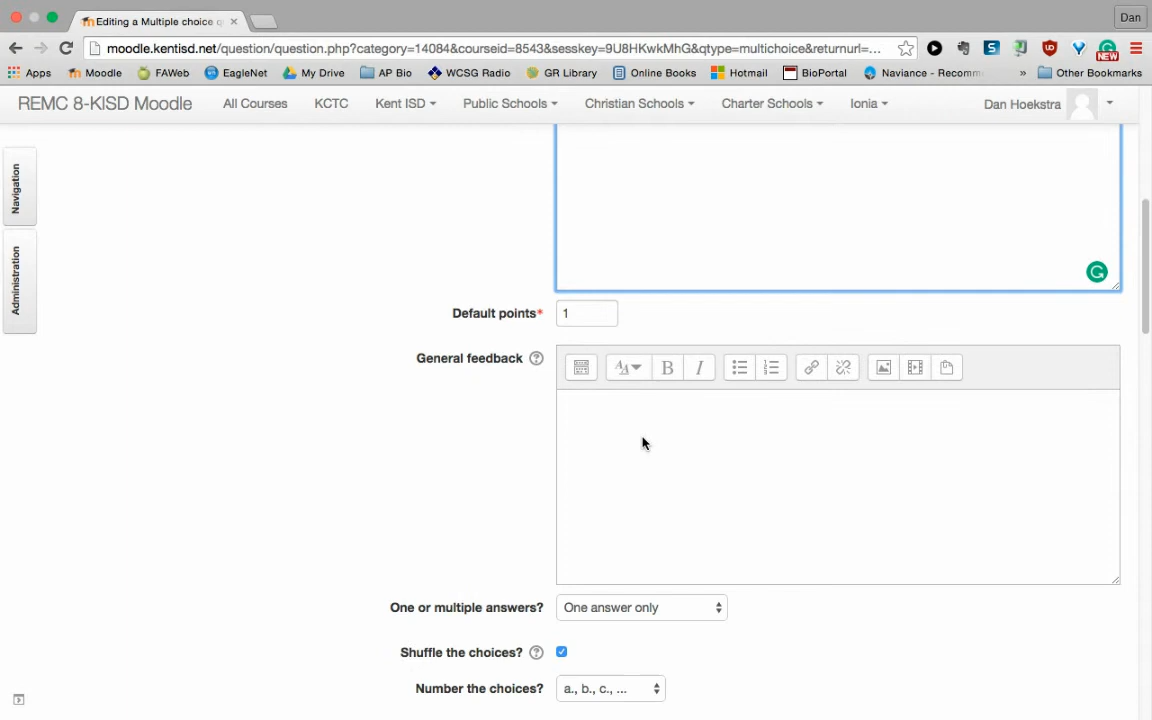 Editing a Multiple choice q
Dan
moodle.kentisd.net/question/question.php?category=14084&courseid=8543&sesskey=9U8HKwkMhG&qtype=multichoice&returnurl=...
NEW
Apps Moodle FAWeb EagleNet My Drive AP Bio WCSG Radio GR Library Online Books Hotmail BioPortal Naviance - Recomm » Other Bookmarks
REMC 8-KISD Moodle All Courses KCTC Kent ISD Public Schools Christian Schools Charter Schools Ionia Dan Hoekstra
Navigation
Administration
Default points* 1
General feedback ?
One or multiple answers? One answer only
Shuffle the choices? ?
Number the choices? a., b., c., ...